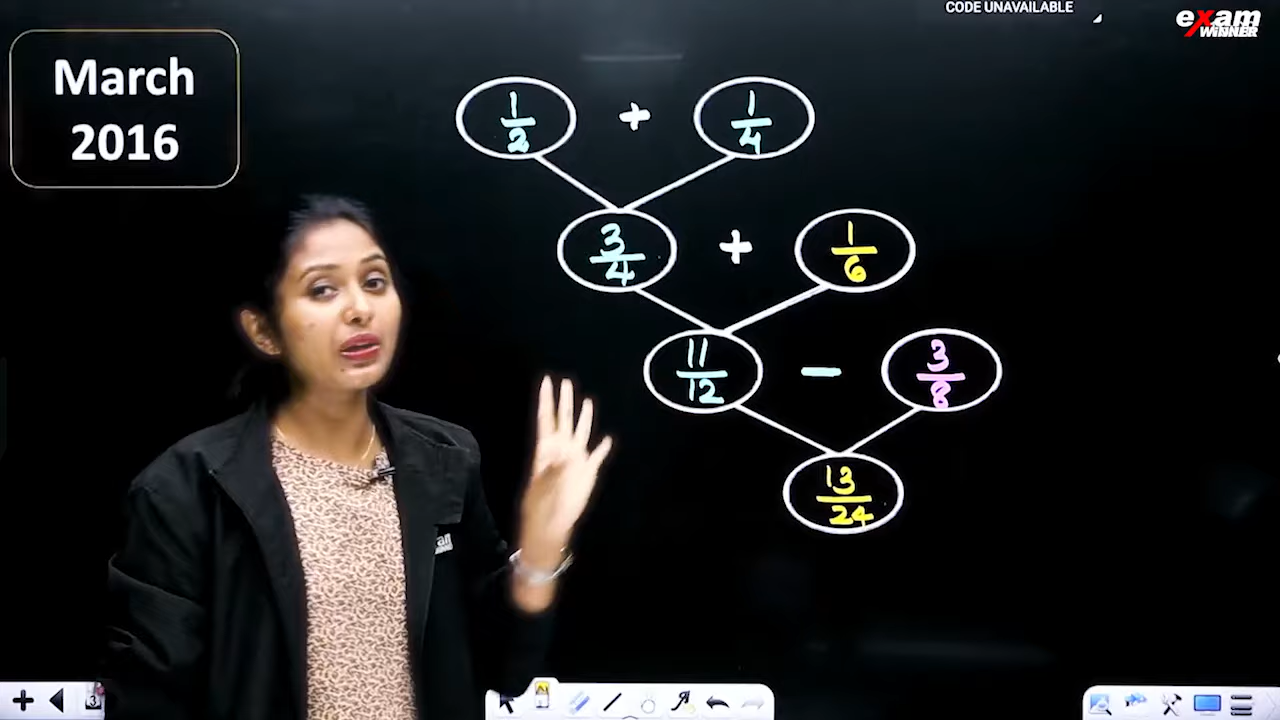 CODE UNAVAILABLE
exam
WINNER
March
2016
1/2 + 1/4
3/4 + 1/6
11/12 - 3/8
13/24
3